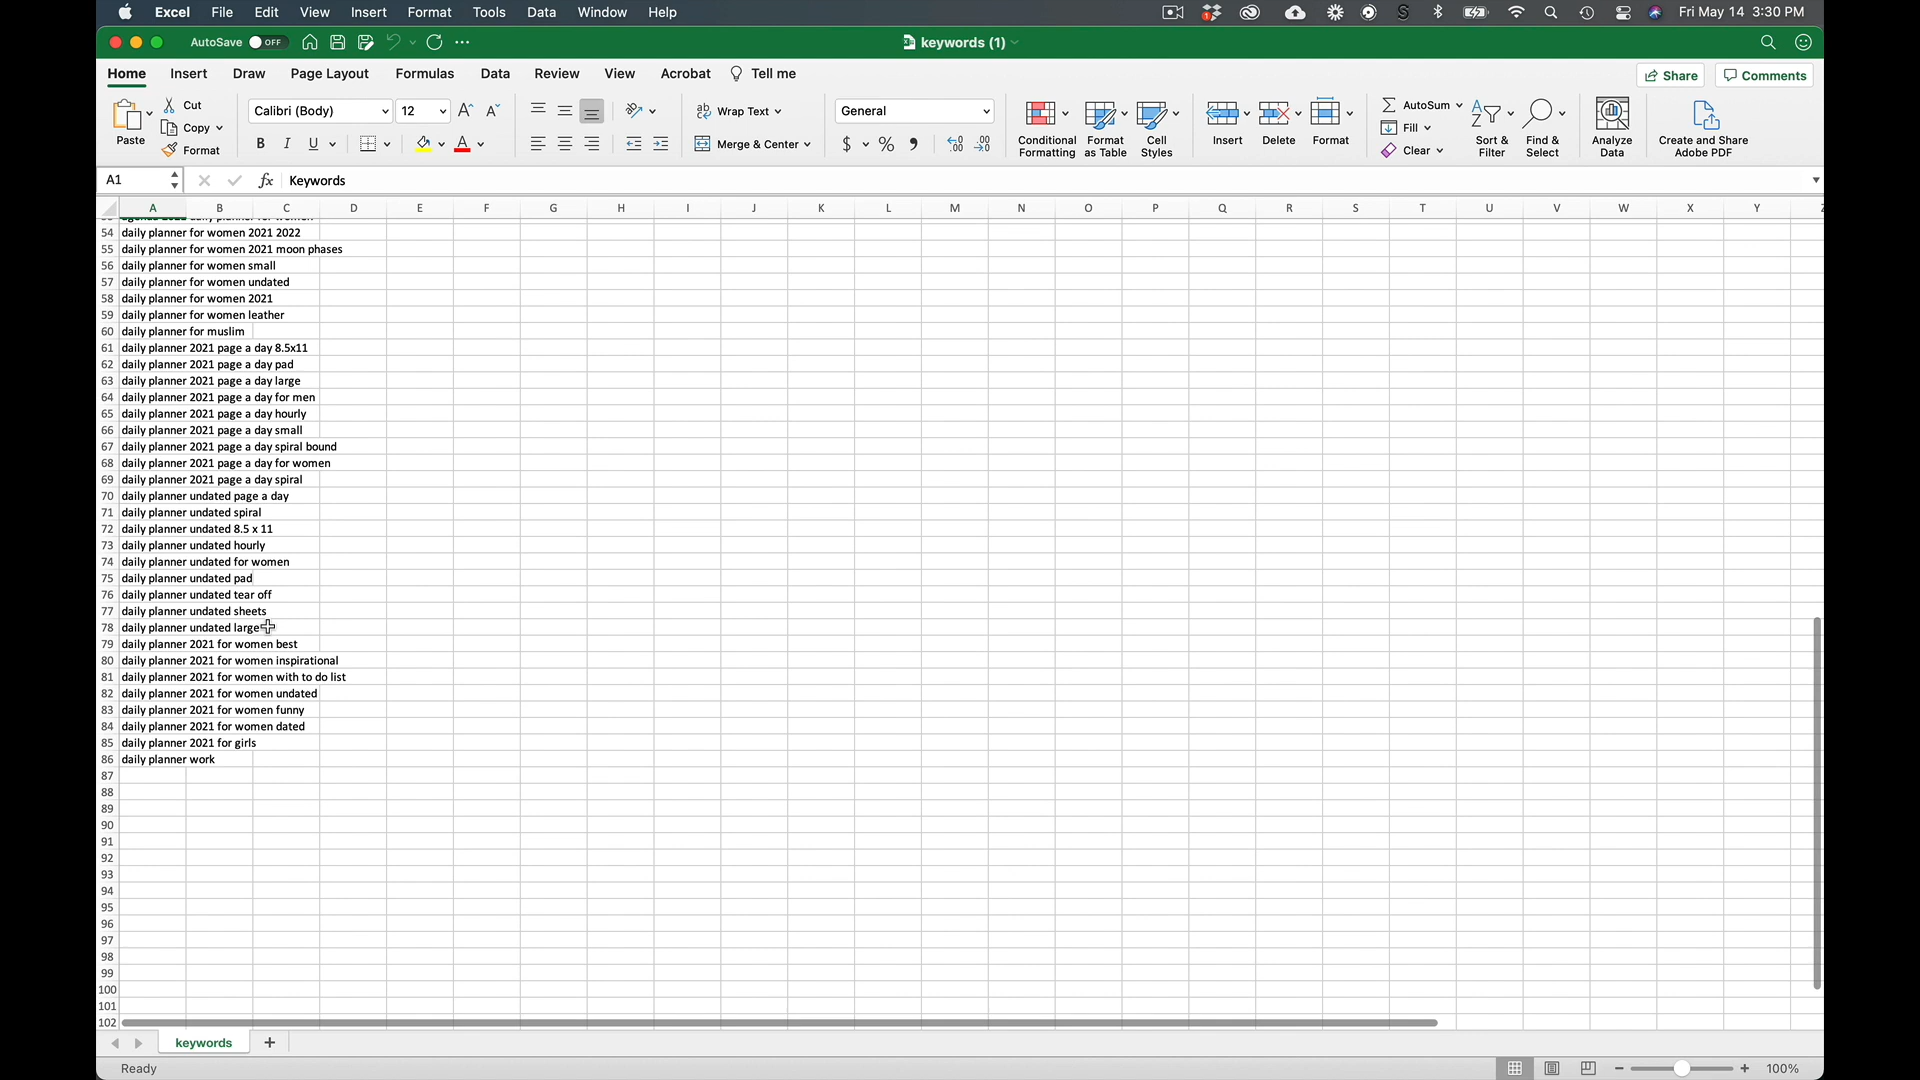 Excel File Edit View Insert Format Tools Data Window Help Fri May 14 3:30 PM
AutoSave OFF keywords (1)
Home Insert Draw Page Layout Formulas Data Review View Acrobat Tell me Share Comments
Paste Cut Copy Format
Calibri (Body) 12
B I U A
Wrap Text
Merge & Center
General
$ %
Conditional Formatting
Format as Table
Cell Styles
Insert Delete Format
AutoSum
Fill
Clear
Sort & Filter
Find & Select
Analyze Data
Create and Share Adobe PDF
A1 fx Keywords
A B C D E F G H I J K L M N O P Q R S T U V W X Y
54 daily planner for women 2021 2022
55 daily planner for women 2021 moon phases
56 daily planner for women small
57 daily planner for women undated
58 daily planner for women 2021
59 daily planner for women leather
60 daily planner for muslim
61 daily planner 2021 page a day 8.5x11
62 daily planner 2021 page a day pad
63 daily planner 2021 page a day large
64 daily planner 2021 page a day for men
65 daily planner 2021 page a day hourly
66 daily planner 2021 page a day small
67 daily planner 2021 page a day spiral bound
68 daily planner 2021 page a day for women
69 daily planner 2021 page a day spiral
70 daily planner undated page a day
71 daily planner undated spiral
72 daily planner undated 8.5 x 11
73 daily planner undated hourly
74 daily planner undated for women
75 daily planner undated pad
76 daily planner undated tear off
77 daily planner undated sheets
78 daily planner undated large
79 daily planner 2021 for women best
80 daily planner 2021 for women inspirational
81 daily planner 2021 for women with to do list
82 daily planner 2021 for women undated
83 daily planner 2021 for women funny
84 daily planner 2021 for women dated
85 daily planner 2021 for girls
86 daily planner work
87
88
89
90
91
92
93
94
95
96
97
98
99
100
101
102
keywords
Ready 100%